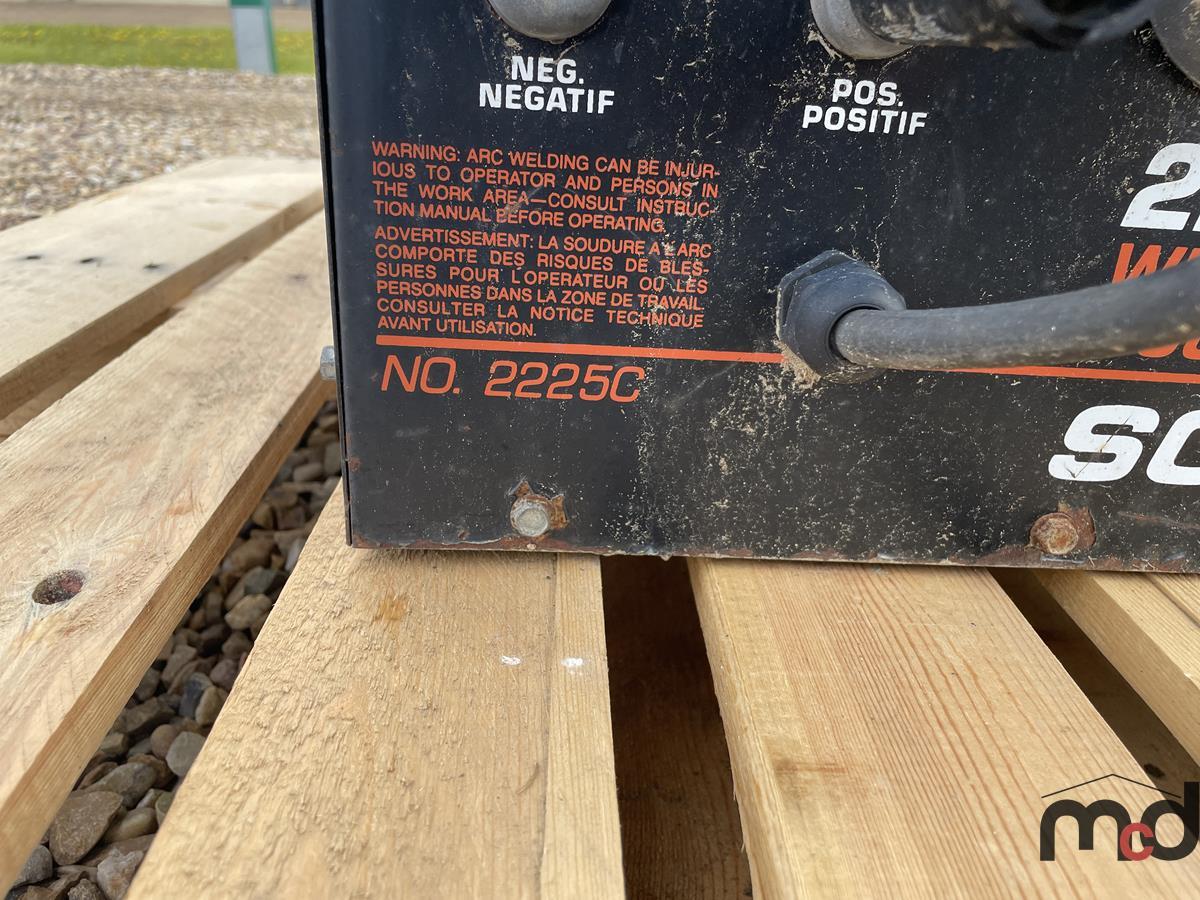 NEG.
NEGATIF
POS.
POSITIF
WARNING: ARC WELDING CAN BE INJUR-
IOUS TO OPERATOR AND PERSONS IN
THE WORK AREA—CONSULT INSTRUC-
TION MANUAL BEFORE OPERATING.
ADVERTISSEMENT: LA SOUDURE A L'ARC
COMPORTE DES RISQUES DE BLES-
SURES POUR L'OPERATEUR OU LES
PERSONNES DANS LA ZONE DE TRAVAIL
CONSULTER LA NOTICE TECHNIQUE
AVANT UTILISATION.
NO. 2225C
mcd